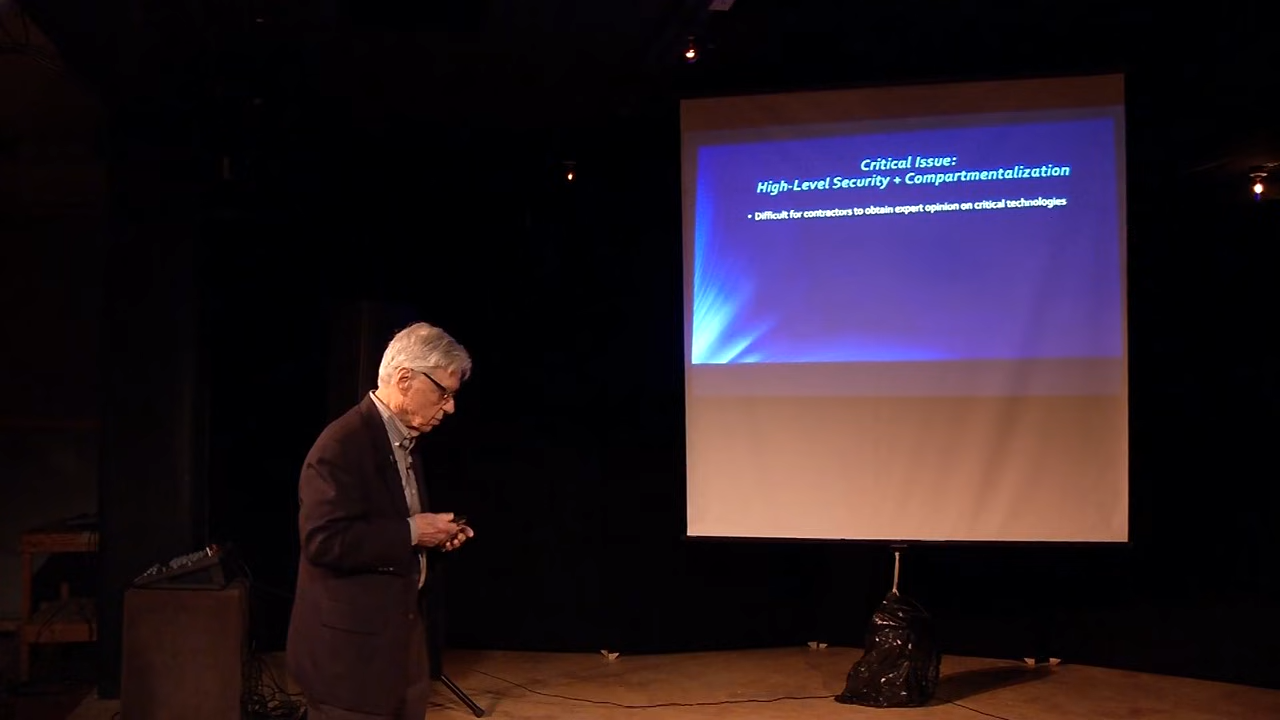 Critical Issue:
High-Level Security + Compartmentalization
• Difficult for contractors to obtain expert opinion on critical technologies